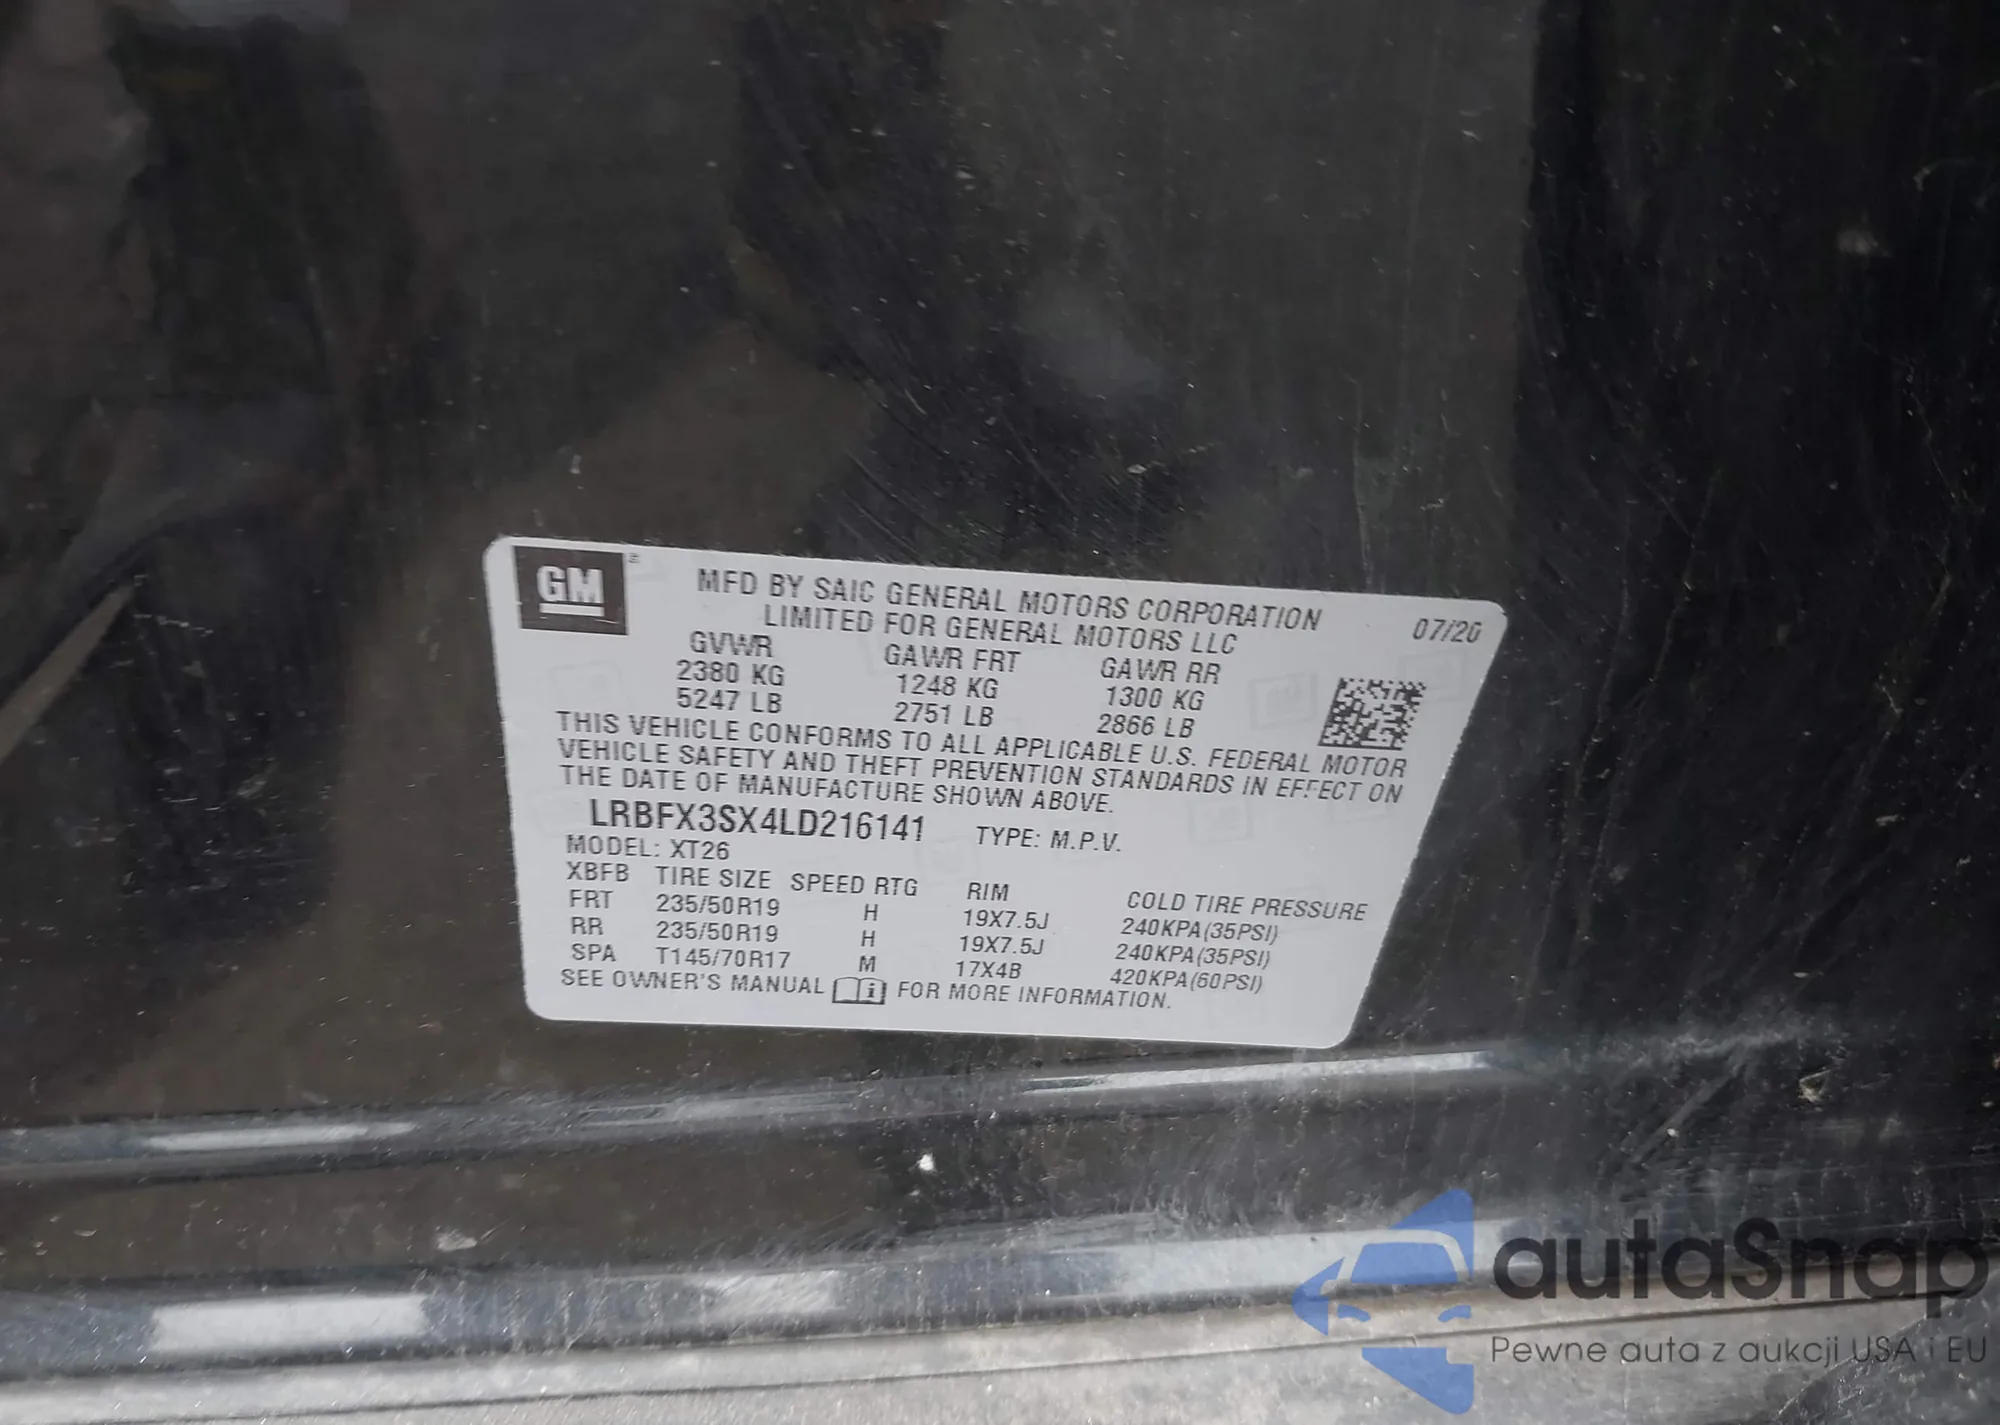 GM
MFD BY SAIC GENERAL MOTORS CORPORATION
LIMITED FOR GENERAL MOTORS LLC
07/20
GVWR GAWR FRT GAWR RR
2380 KG 1248 KG 1300 KG
5247 LB 2751 LB 2866 LB
THIS VEHICLE CONFORMS TO ALL APPLICABLE U.S. FEDERAL MOTOR
VEHICLE SAFETY AND THEFT PREVENTION STANDARDS IN EFFECT ON
THE DATE OF MANUFACTURE SHOWN ABOVE.
LRBFX3SX4LD216141 TYPE: M.P.V.
MODEL: XT26
XBFB TIRE SIZE SPEED RTG RIM COLD TIRE PRESSURE
FRT 235/50R19 H 19X7.5J 240KPA(35PSI)
RR 235/50R19 H 19X7.5J 240KPA(35PSI)
SPA T145/70R17 M 17X4B 420KPA(60PSI)
SEE OWNER'S MANUAL FOR MORE INFORMATION.
autaSnap
Pewne auta z aukcji USA i EU